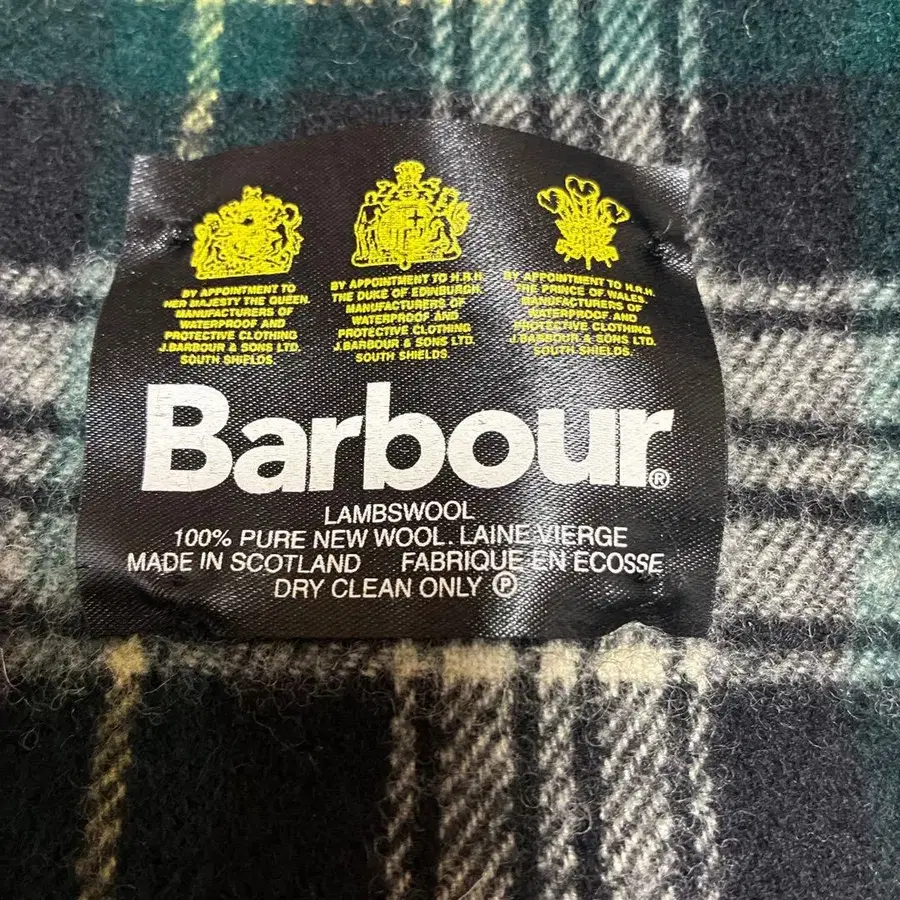 BY APPOINTMENT TO
HER MAJESTY THE QUEEN.
MANUFACTURERS OF
WATERPROOF AND
PROTECTIVE CLOTHING
J.BARBOUR & SONS LTD.
SOUTH SHIELDS.
BY APPOINTMENT TO H.R.H.
THE DUKE OF EDINBURGH.
MANUFACTURERS OF
WATERPROOF AND
PROTECTIVE CLOTHING
J.BARBOUR & SONS LTD.
SOUTH SHIELDS.
BY APPOINTMENT TO H.R.H.
THE PRINCE OF WALES.
MANUFACTURERS OF
WATERPROOF AND
PROTECTIVE CLOTHING
J.BARBOUR & SONS LTD.
SOUTH SHIELDS.
Barbour®
LAMBSWOOL
100% PURE NEW WOOL. LAINE VIERGE
MADE IN SCOTLAND FABRIQUE EN ECOSSE
DRY CLEAN ONLY Ⓟ